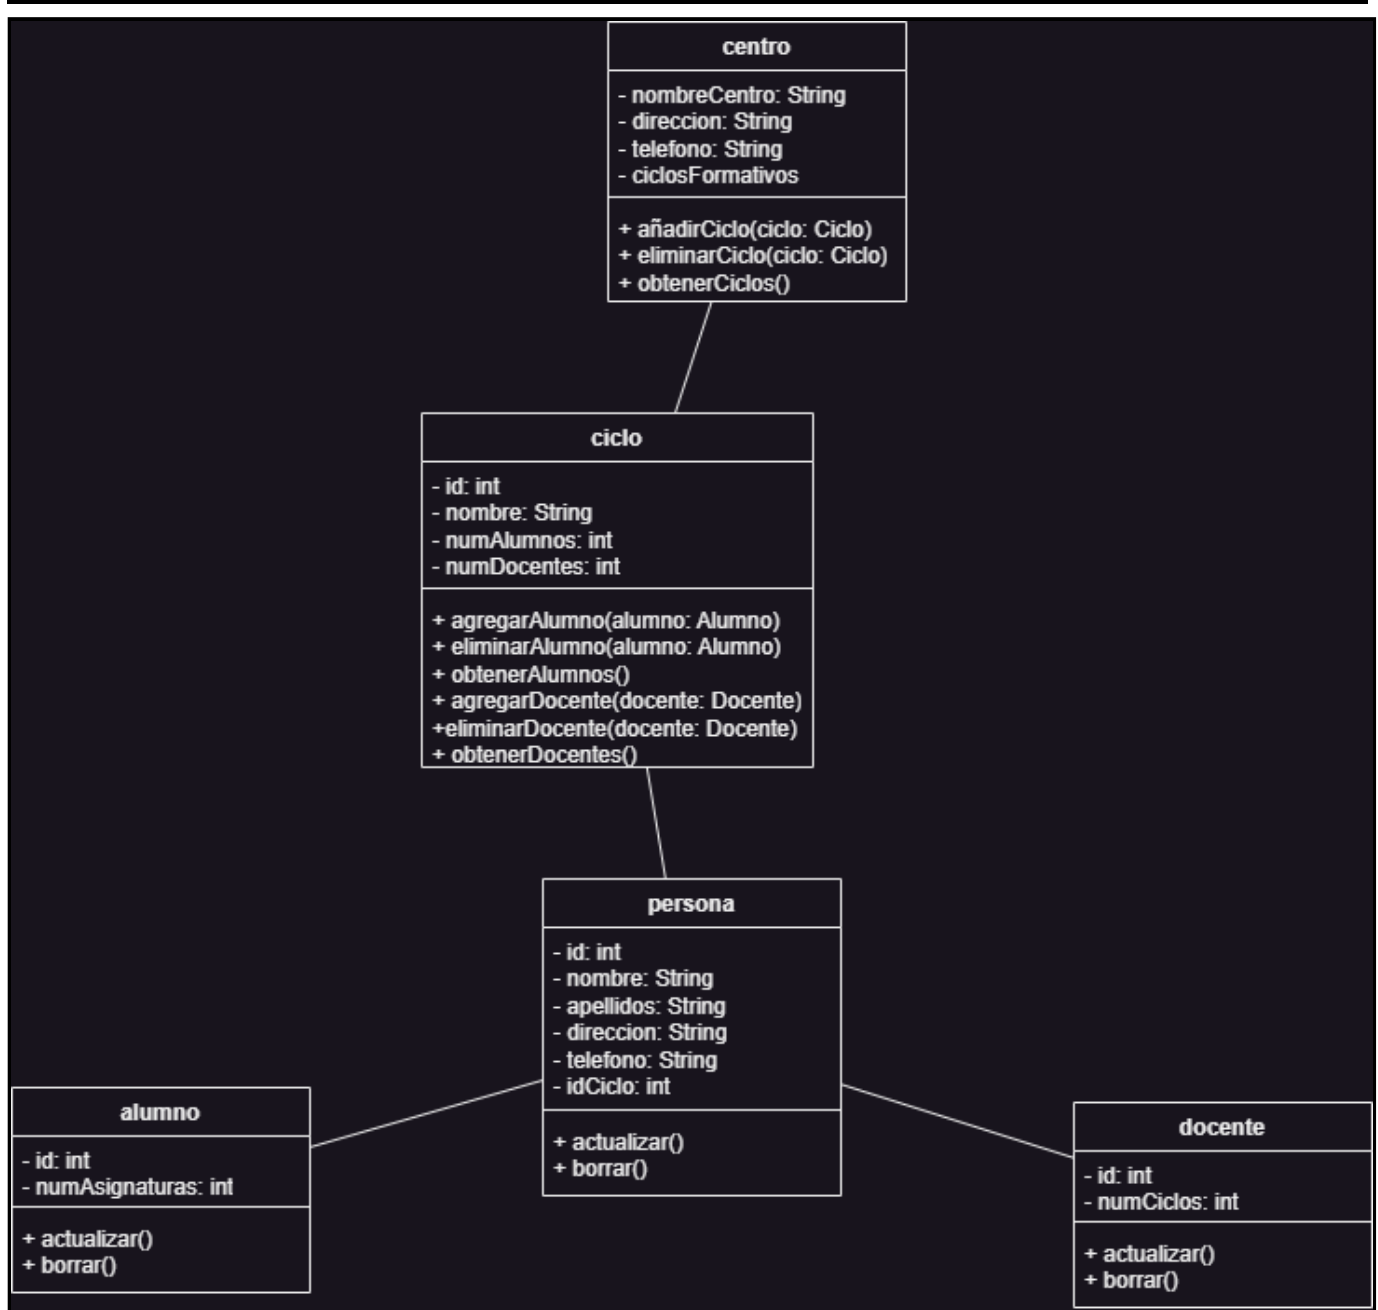 centro
- nombreCentro: String
- direccion: String
- telefono: String
- ciclosFormativos
+ añadirCiclo(ciclo: Ciclo)
+ eliminarCiclo(ciclo: Ciclo)
+ obtenerCiclos()
ciclo
- id: int
- nombre: String
- numAlumnos: int
- numDocentes: int
+ agregarAlumno(alumno: Alumno)
+ eliminarAlumno(alumno: Alumno)
+ obtenerAlumnos()
+ agregarDocente(docente: Docente)
+eliminarDocente(docente: Docente)
+ obtenerDocentes()
persona
- id: int
- nombre: String
- apellidos: String
- direccion: String
- telefono: String
- idCiclo: int
+ actualizar()
+ borrar()
alumno
- id: int
- numAsignaturas: int
+ actualizar()
+ borrar()
docente
- id: int
- numCiclos: int
+ actualizar()
+ borrar()